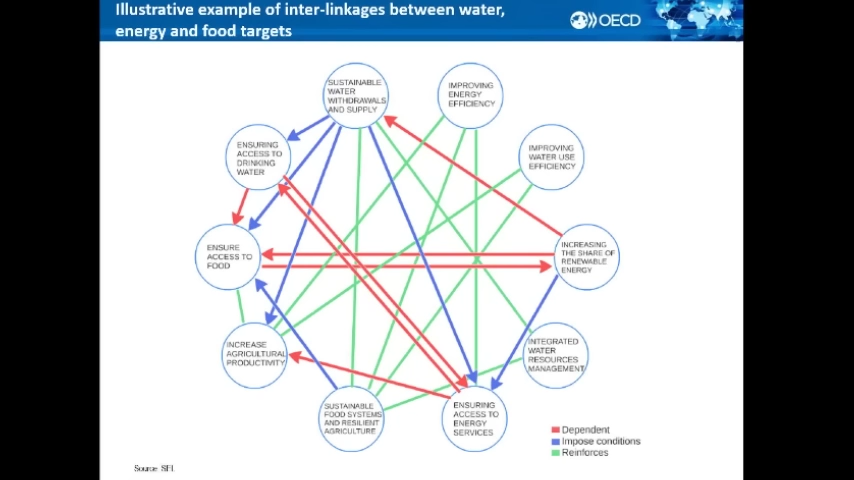 Illustrative example of inter-linkages between water,
energy and food targets
OECD
SUSTAINABLE
WATER
WITHDRAWALS
AND SUPPLY
IMPROVING
ENERGY
EFFICIENCY
ENSURING
ACCESS TO
DRINKING
WATER
IMPROVING
WATER USE
EFFICIENCY
ENSURE
ACCESS TO
FOOD
INCREASING
THE SHARE OF
RENEWABLE
ENERGY
INCREASE
AGRICULTURAL
PRODUCTIVITY
INTEGRATED
WATER
RESOURCES
MANAGEMENT
SUSTAINABLE
FOOD SYSTEMS
AND RESILIENT
AGRICULTURE
ENSURING
ACCESS TO
ENERGY
SERVICES
Dependent
Impose conditions
Reinforces
Source: